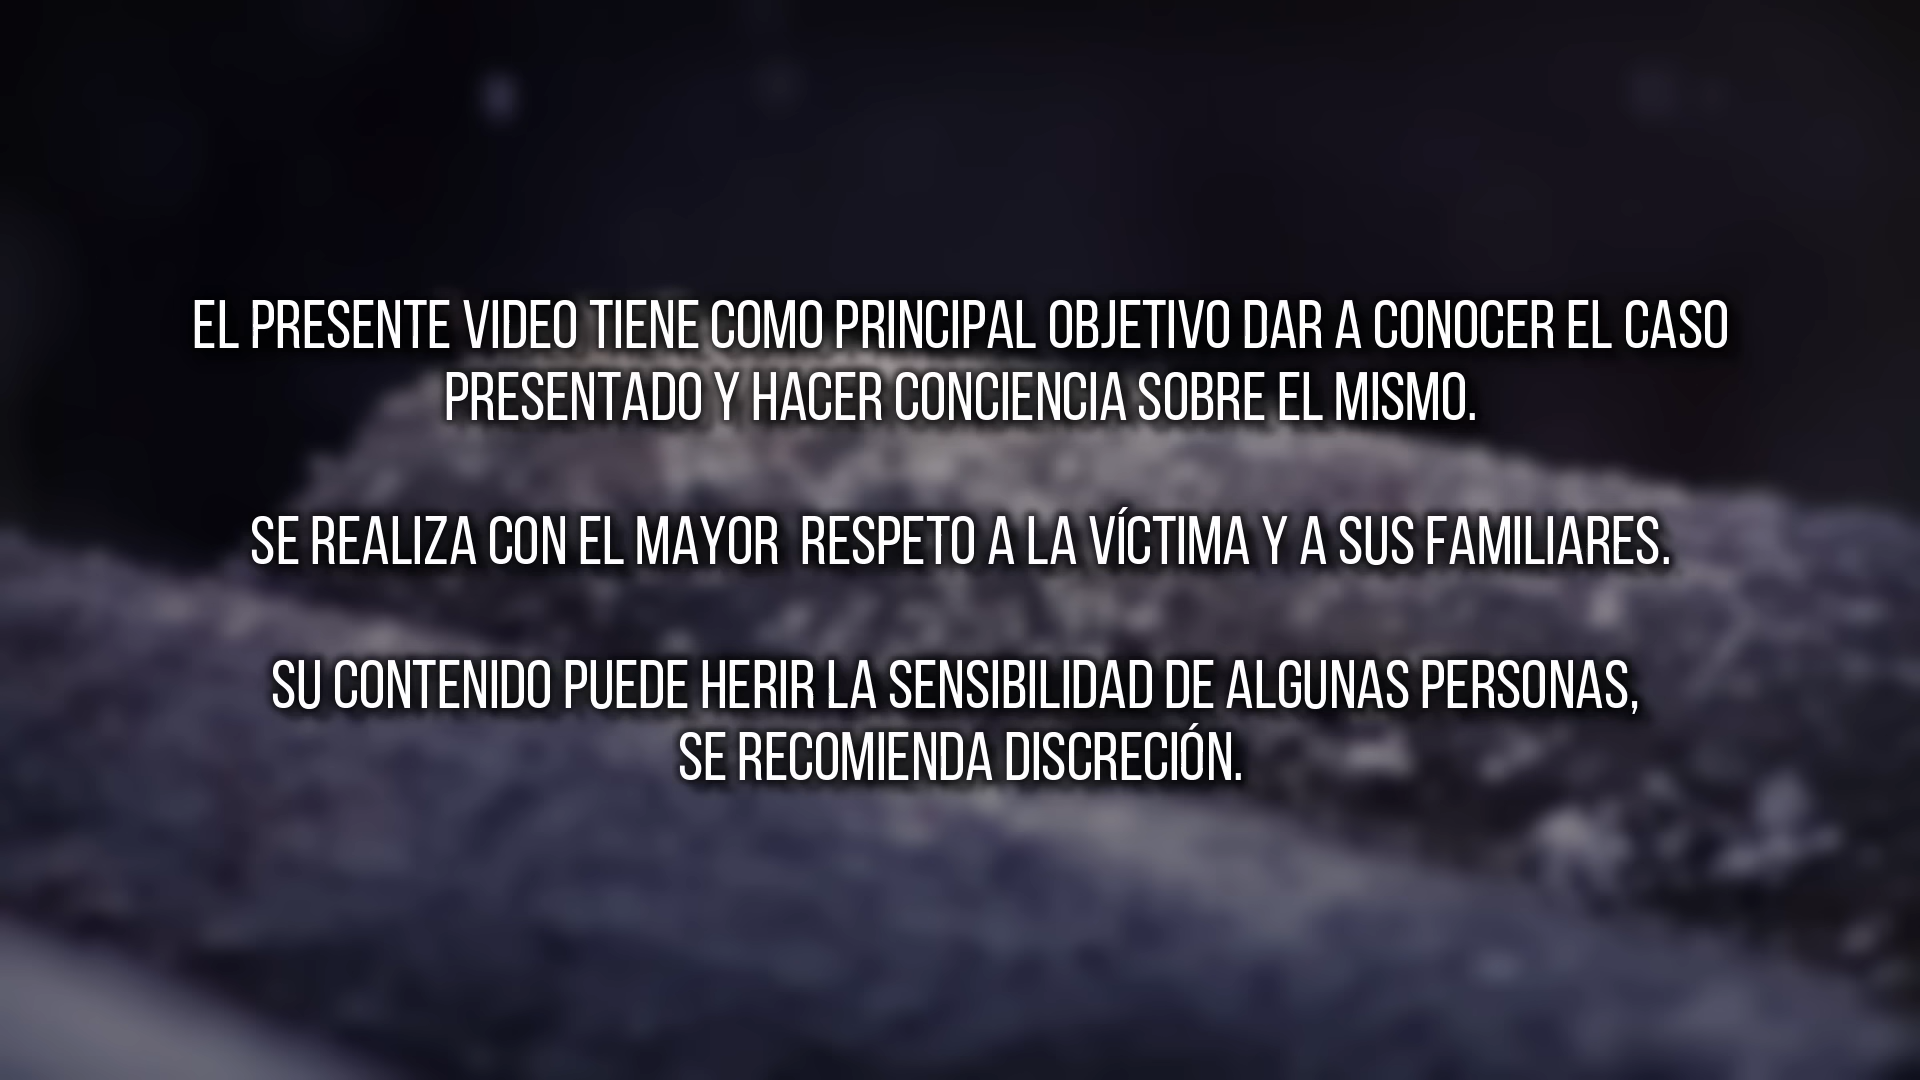 EL PRESENTE VIDEO TIENE COMO PRINCIPAL OBJETIVO DAR A CONOCER EL CASO
PRESENTADO Y HACER CONCIENCIA SOBRE EL MISMO.
SE REALIZA CON EL MAYOR  RESPETO A LA VÍCTIMA Y A SUS FAMILIARES.
SU CONTENIDO PUEDE HERIR LA SENSIBILIDAD DE ALGUNAS PERSONAS,
SE RECOMIENDA DISCRECIÓN.